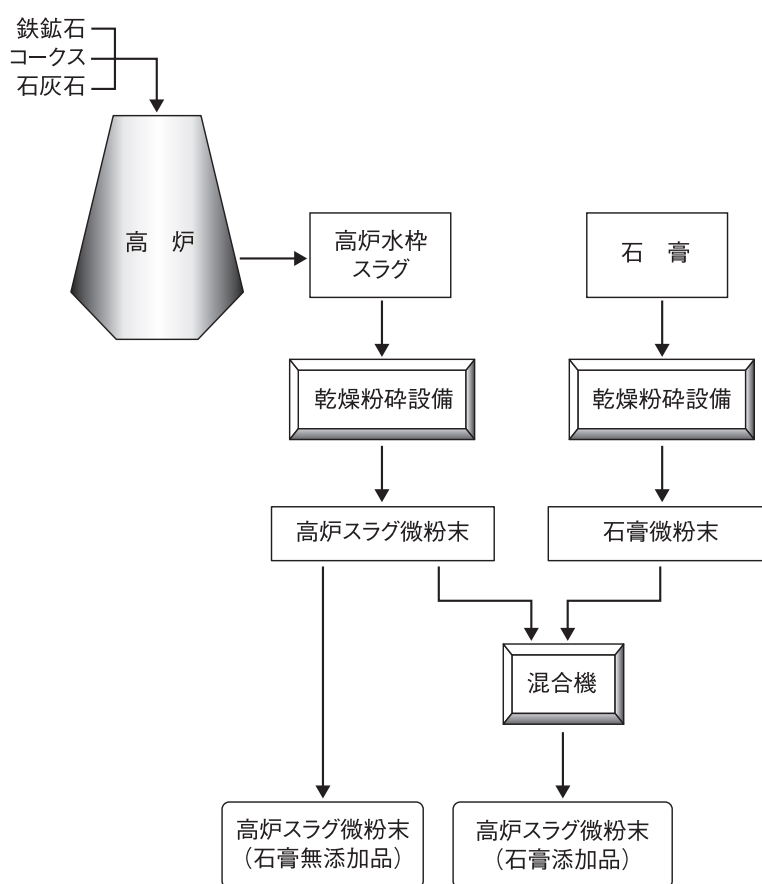 鉄鉱石
コークス
石灰石
高　炉
高炉水枠
スラグ
石　膏
乾燥粉砕設備
乾燥粉砕設備
高炉スラグ微粉末
石膏微粉末
混合機
高炉スラグ微粉末
（石膏無添加品）
高炉スラグ微粉末
（石膏添加品）